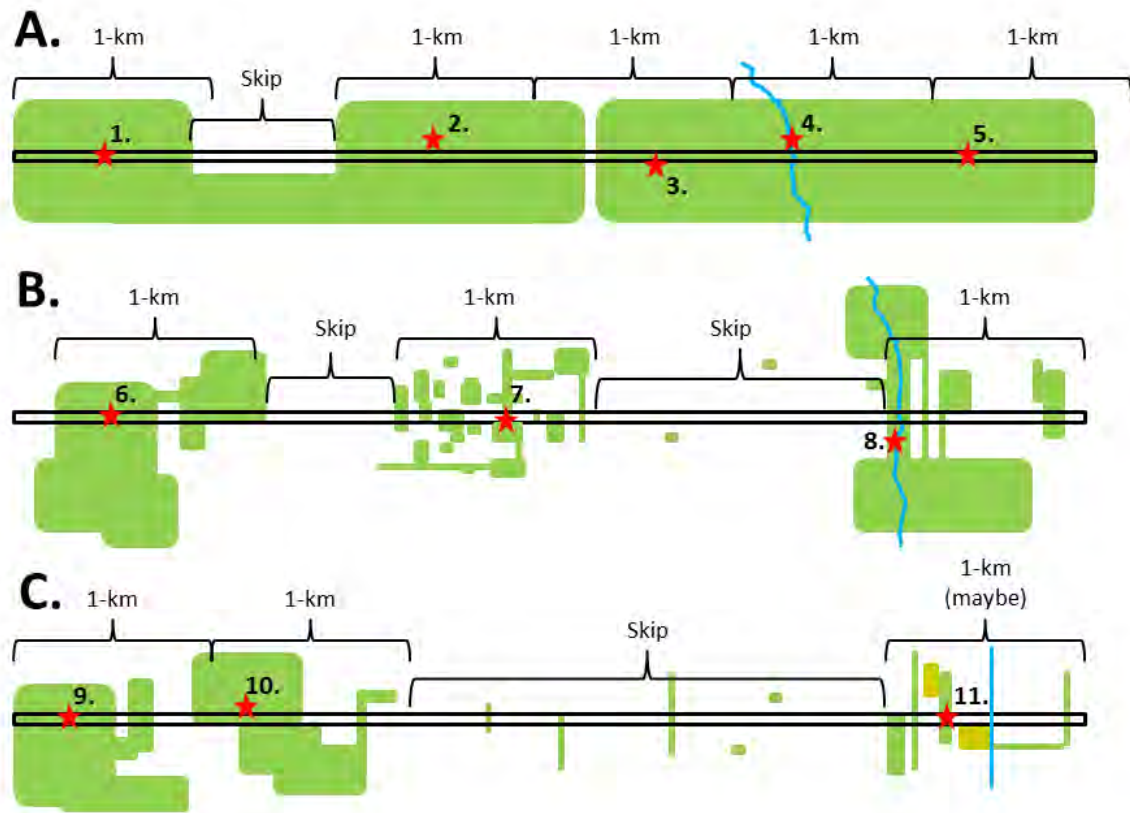 A.
1-km
1-km
1-km
1-km
1-km
Skip
1.
2.
3.
4.
5.
B.
1-km
Skip
1-km
Skip
1-km
6.
7.
8.
C.
1-km
1-km
Skip
1-km
(maybe)
9.
10.
11.